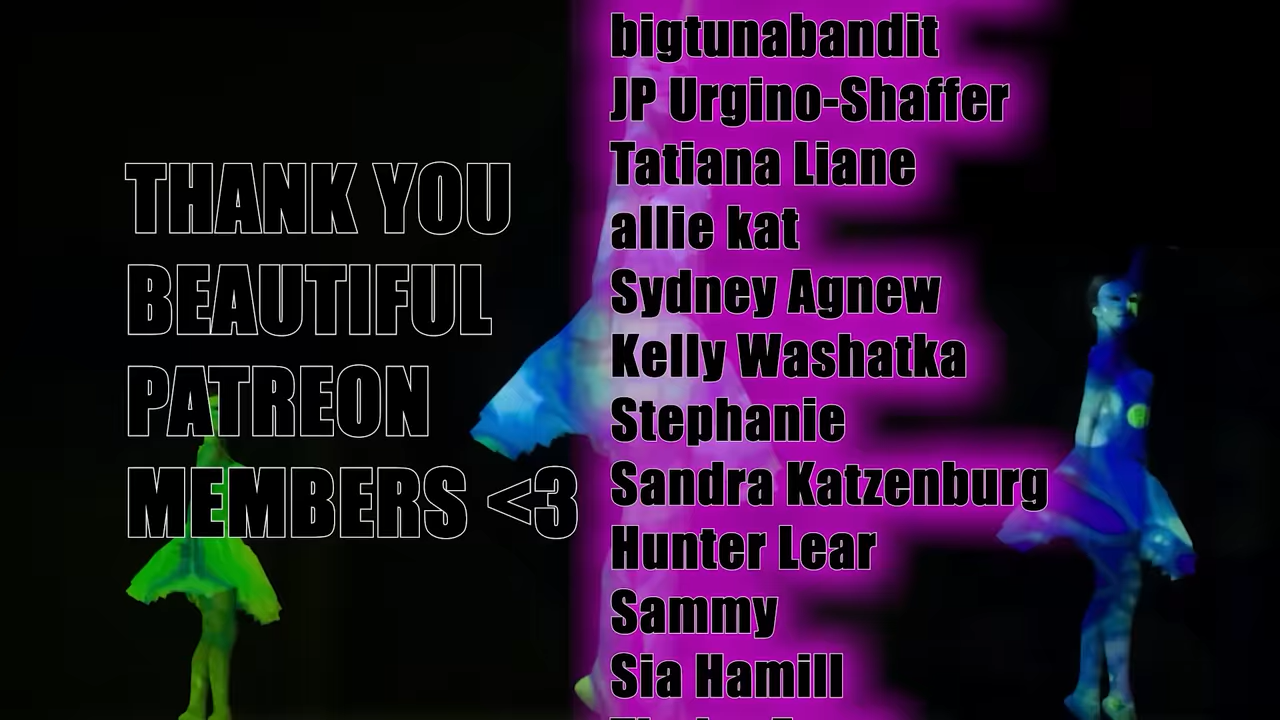 THANK YOU
BEAUTIFUL
PATREON
MEMBERS <3
bigtunabandit
JP Urgino-Shaffer
Tatiana Liane
allie kat
Sydney Agnew
Kelly Washatka
Stephanie
Sandra Katzenburg
Hunter Lear
Sammy
Sia Hamill